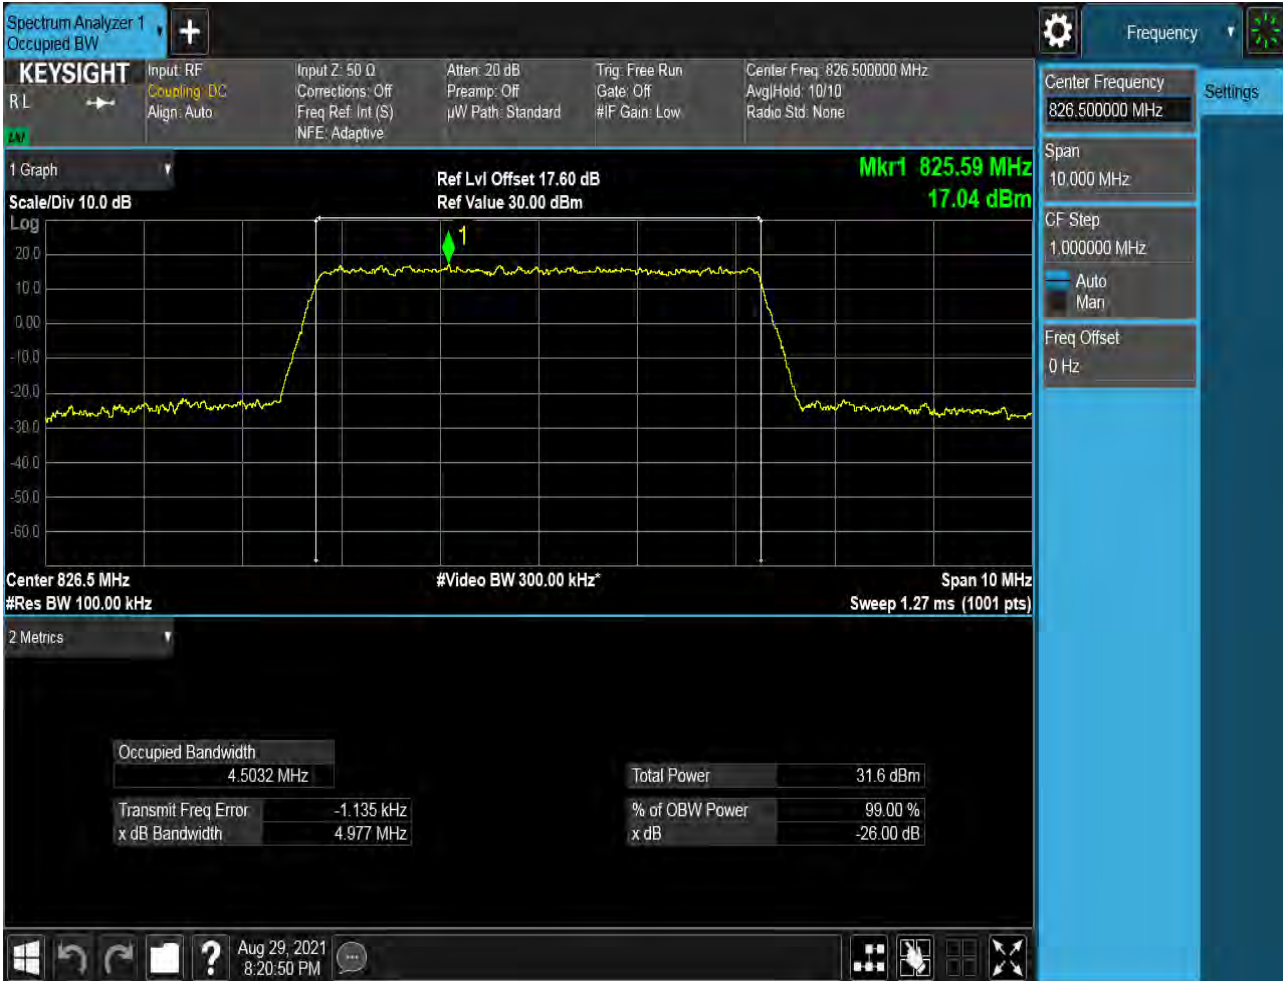 Spectrum Analyzer 1
Occupied BW
+
Frequency
KEYSIGHT
R L
LXI
Input: RF
Coupling: DC
Align: Auto
Input Z: 50 Ω
Corrections: Off
Freq Ref: Int (S)
NFE: Adaptive
Atten: 20 dB
Preamp: Off
µW Path: Standard
Trig: Free Run
Gate: Off
#IF Gain: Low
Center Freq: 826.500000 MHz
Avg|Hold: 10/10
Radio Std: None
Center Frequency
826.500000 MHz
Settings
Span
10.000 MHz
CF Step
1.000000 MHz
Auto
Man
Freq Offset
0 Hz
1 Graph
Scale/Div 10.0 dB
Ref Lvl Offset 17.60 dB
Ref Value 30.00 dBm
Mkr1 825.59 MHz
17.04 dBm
Log
1
20.0
10.0
0.00
-10.0
-20.0
-30.0
-40.0
-50.0
-60.0
Center 826.5 MHz
#Video BW 300.00 kHz*
Span 10 MHz
#Res BW 100.00 kHz
Sweep 1.27 ms (1001 pts)
2 Metrics
Occupied Bandwidth
4.5032 MHz
Total Power 31.6 dBm
Transmit Freq Error -1.135 kHz
% of OBW Power 99.00 %
x dB Bandwidth 4.977 MHz
x dB -26.00 dB
?
Aug 29, 2021
8:20:50 PM